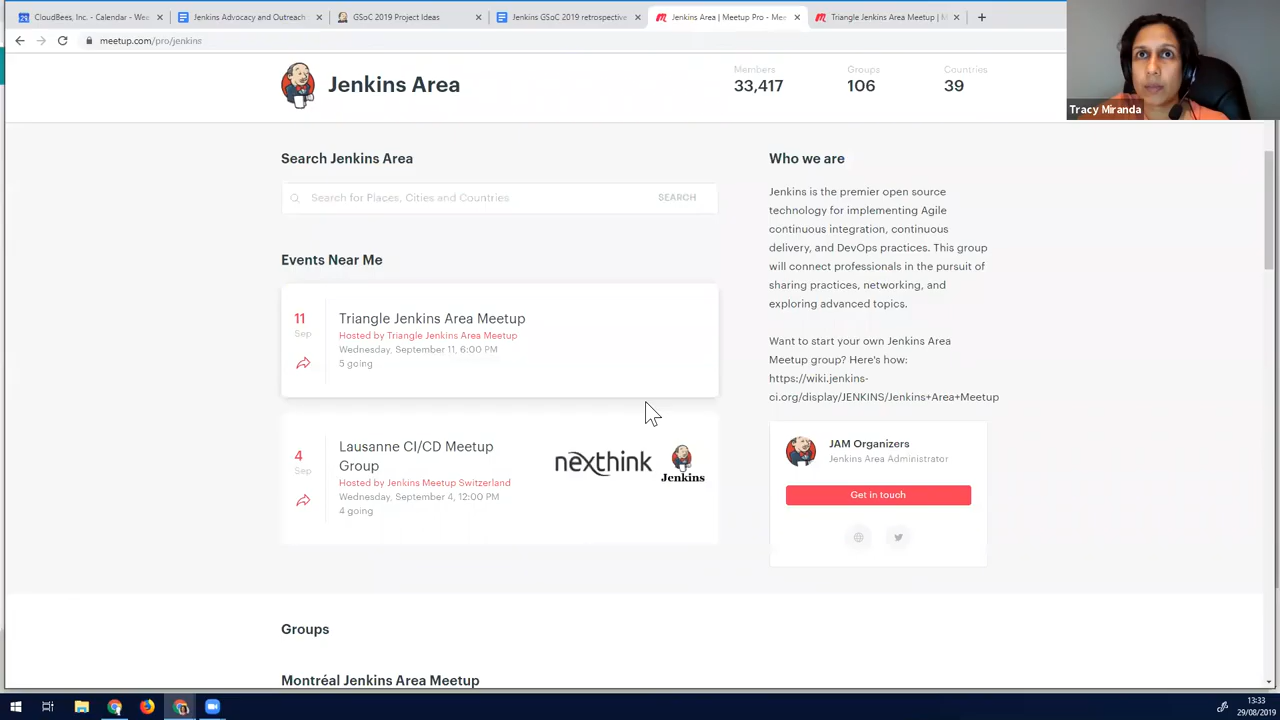 CloudBees, Inc. - Calendar - Wee
Jenkins Advocacy and Outreach
GSoC 2019 Project Ideas
Jenkins GSoC 2019 retrospective
Jenkins Area | Meetup Pro - Mee
Triangle Jenkins Area Meetup | M
meetup.com/pro/jenkins
Tracy Miranda
Jenkins Area
Members
33,417
Groups
106
Countries
39
Search Jenkins Area
Search for Places, Cities and Countries
SEARCH
Events Near Me
11
Sep
Triangle Jenkins Area Meetup
Hosted by Triangle Jenkins Area Meetup
Wednesday, September 11, 6:00 PM
5 going
4
Sep
Lausanne CI/CD Meetup
Group
Hosted by Jenkins Meetup Switzerland
Wednesday, September 4, 12:00 PM
4 going
nexthink
Jenkins
Who we are
Jenkins is the premier open source
technology for implementing Agile
continuous integration, continuous
delivery, and DevOps practices. This group
will connect professionals in the pursuit of
sharing practices, networking, and
exploring advanced topics.
Want to start your own Jenkins Area
Meetup group? Here's how:
https://wiki.jenkins-
ci.org/display/JENKINS/Jenkins+Area+Meetup
JAM Organizers
Jenkins Area Administrator
Get in touch
Groups
Montréal Jenkins Area Meetup
13:33
29/08/2019